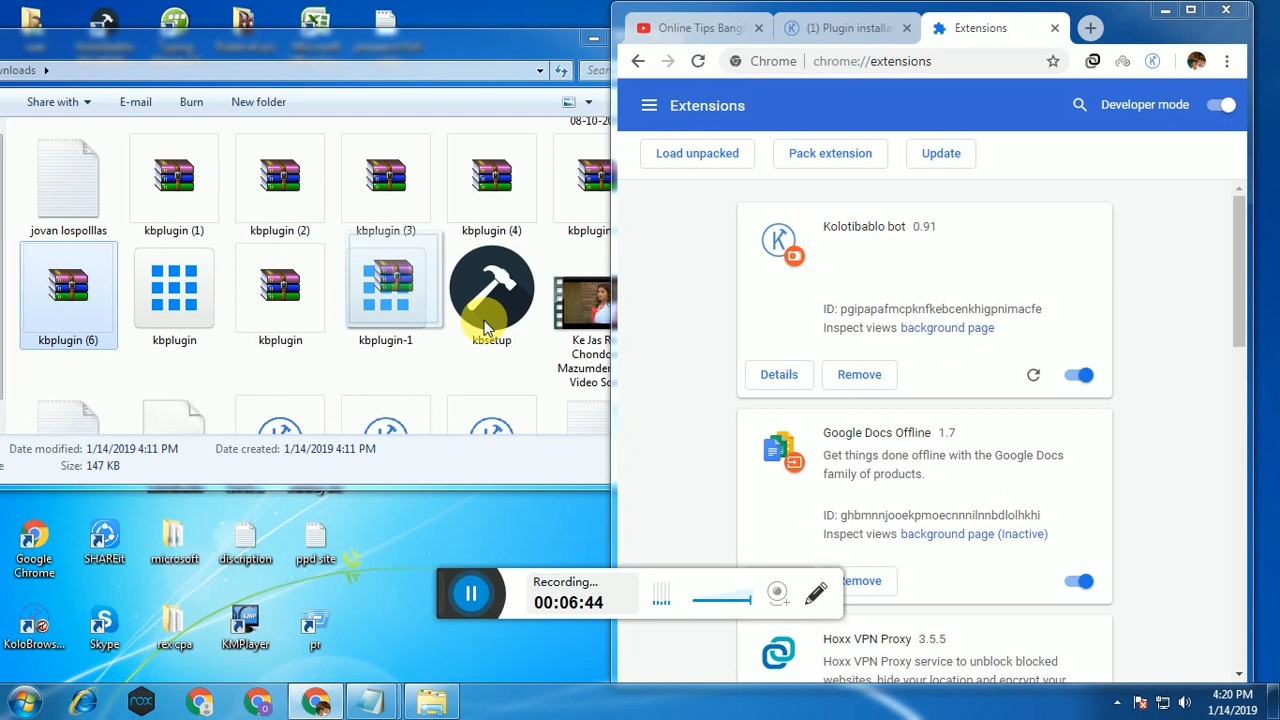 Online Tips Bangl
(1) Plugin installa
Extensions
wnloads
Sear
Chrome
chrome://extensions
Share with
E-mail
Burn
New folder
Extensions
Developer mode
Load unpacked
Pack extension
Update
08-10-20
jovan lospolllas
kbplugin (1)
kbplugin (2)
kbplugin (3)
kbplugin (4)
kbplugin
kbplugin (6)
kbplugin
kbplugin
kbplugin-1
kbsetup
Ke Jas R
Chondo
Mazumder
Video So
Date modified: 1/14/2019 4:11 PM
Date created: 1/14/2019 4:11 PM
Size: 147 KB
Kolotibablo bot 0.91
ID: pgipapafmcpknfkebcenkhigpnimacfe
Inspect views background page
Details
Remove
Google Docs Offline 1.7
Get things done offline with the Google Docs
family of products.
ID: ghbmnnjooekpmoecnnnilnnbdlolhkhi
Inspect views background page (Inactive)
Remove
Hoxx VPN Proxy 3.5.5
Hoxx VPN Proxy service to unblock blocked
websites, hide your location and encrypt your
Google
Chrome
SHAREit
microsoft
discription
ppd site
KoloBrows...
Skype
rex cpa
KMPlayer
pr
Recording...
00:06:44
nox
4:20 PM
1/14/2019